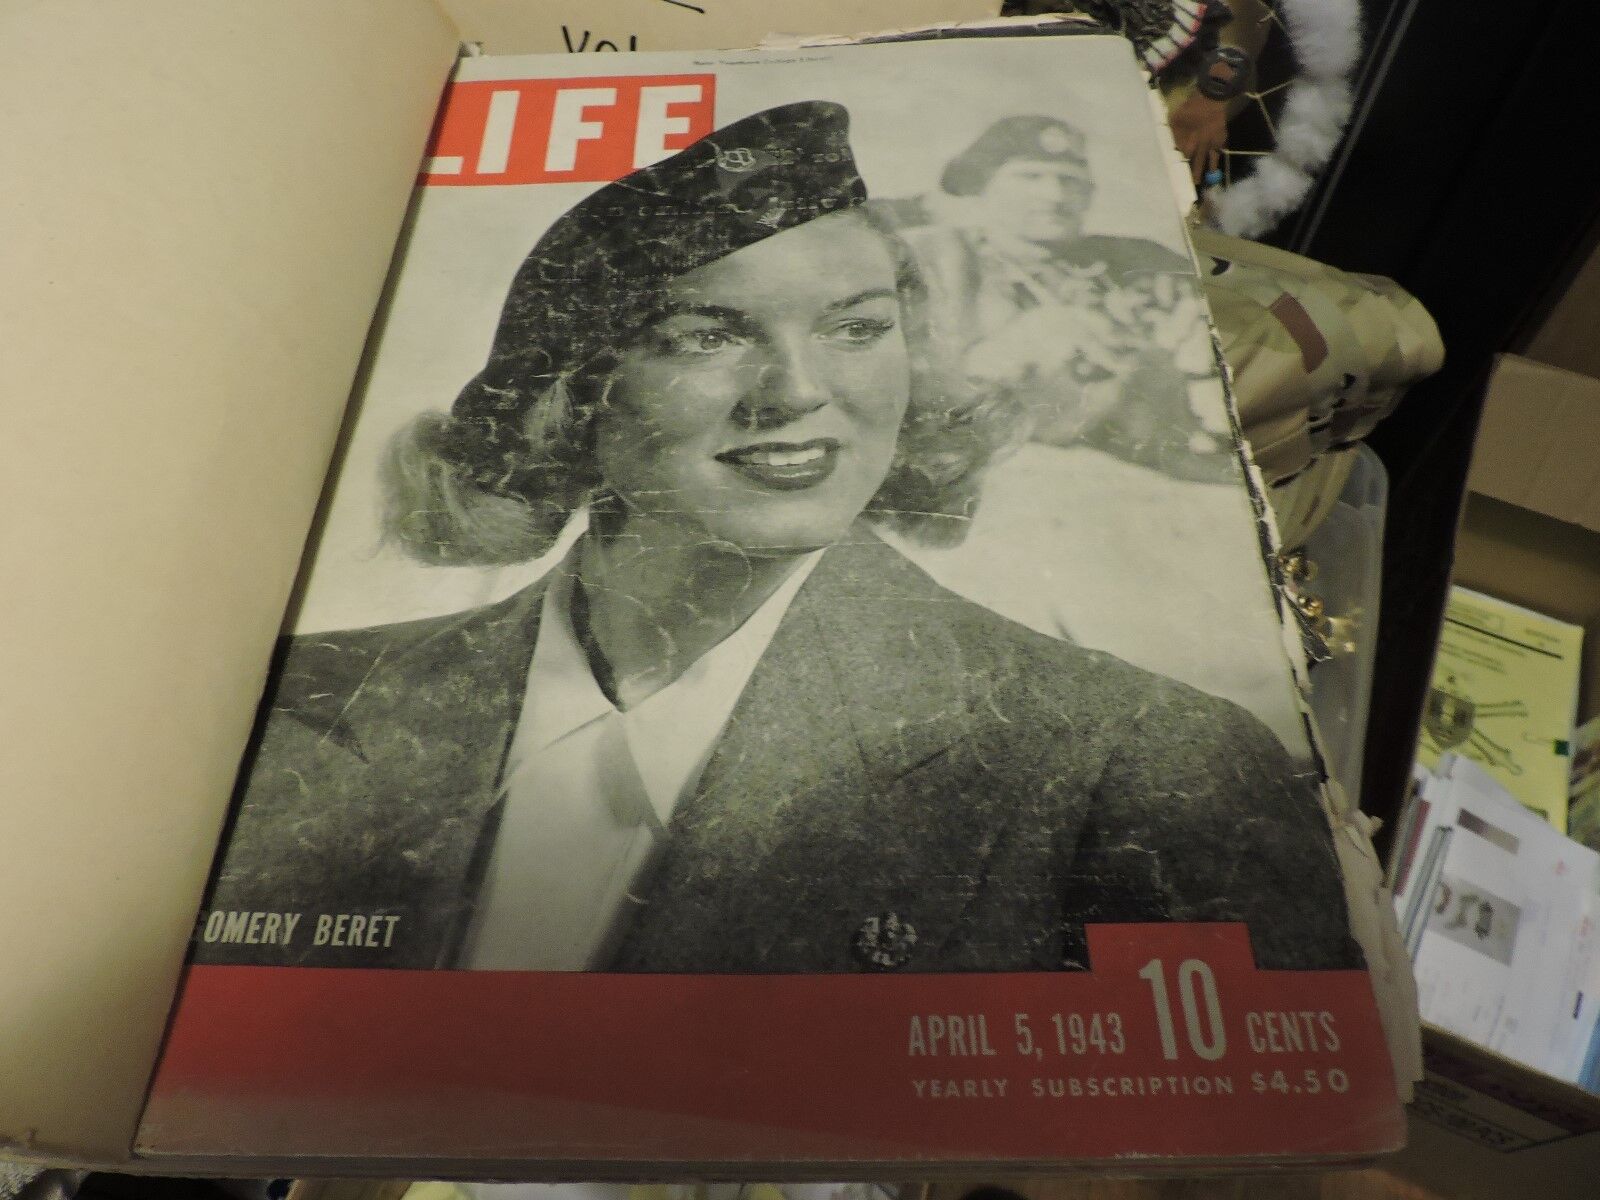 LIFE
OMERY BERET
APRIL 5, 1943 10 CENTS
YEARLY SUBSCRIPTION $4.50